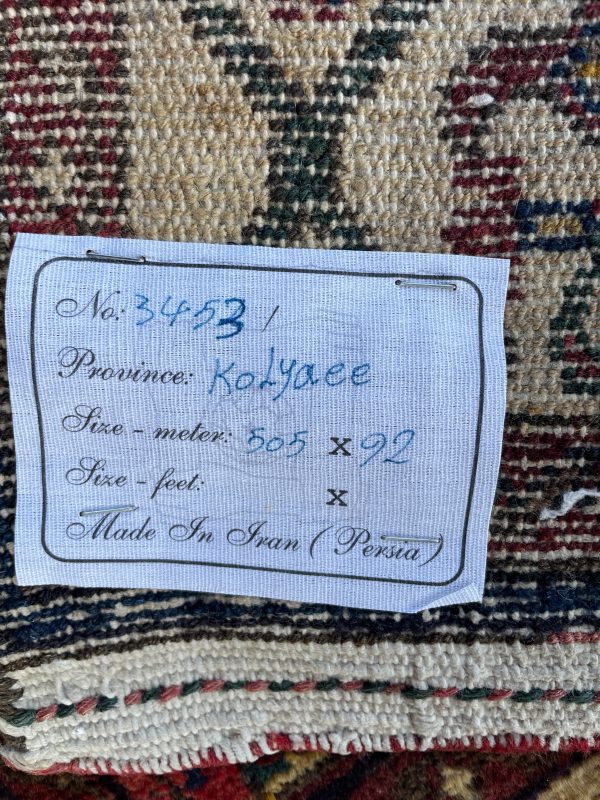 No: 3453 /
Province: Kolyaee
Size - meter: 505 X 92
Size - feet: X
Made In Iran ( Persia )